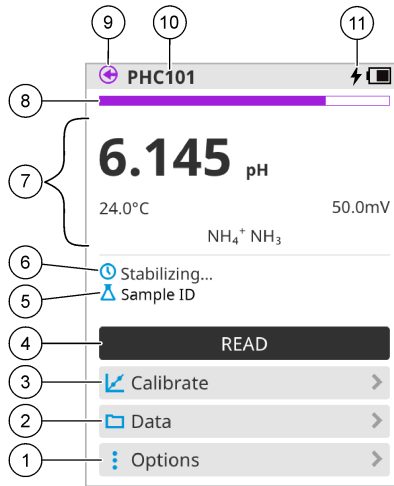 9 10 11
PHC101
8
6.145 pH
7
24.0°C 50.0mV
NH₄⁺ NH₃
6 Stabilizing...
5 Sample ID
4 READ
3 Calibrate
2 Data
1 Options